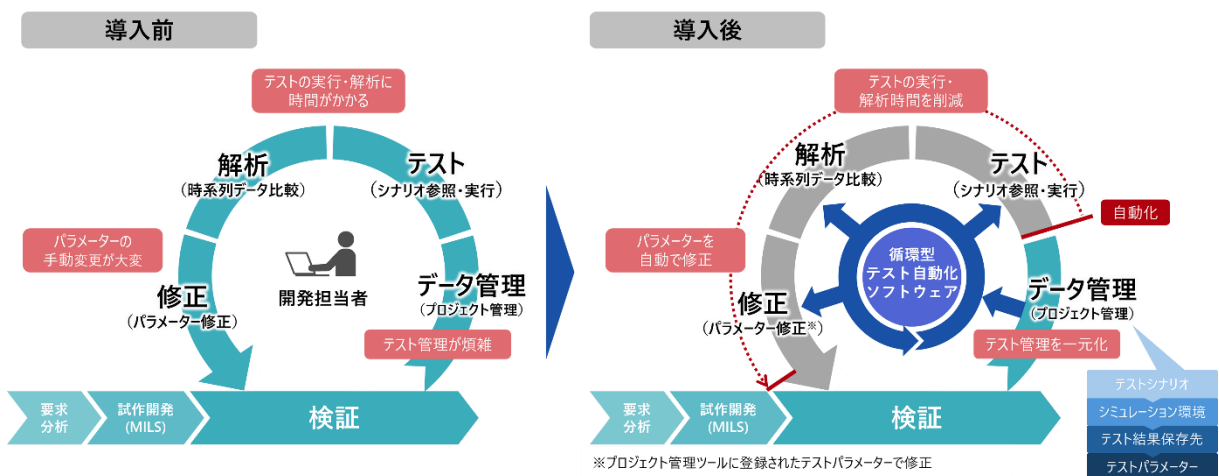 導入前
テストの実行・解析に
時間がかかる
解析
(時系列データ比較)
テスト
(シナリオ参照・実行)
パラメーターの
手動変更が大変
修正
(パラメーター修正)
開発担当者
データ管理
(プロジェクト管理)
テスト管理が煩雑
要求
分析
試作開発
(MILS)
検証
導入後
テストの実行・
解析時間を削減
解析
(時系列データ比較)
テスト
(シナリオ参照・実行)
自動化
パラメーターを
自動で修正
修正
(パラメーター修正※)
循環型
テスト自動化
ソフトウェア
データ管理
(プロジェクト管理)
テスト管理を一元化
要求
分析
試作開発
(MILS)
検証
テストシナリオ
シミュレーション環境
テスト結果保存先
テストパラメーター
※プロジェクト管理ツールに登録されたテストパラメーターで修正